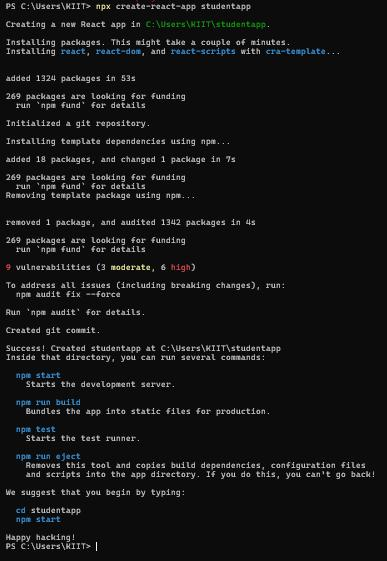 PS C:\Users\KIIT> npx create-react-app studentapp
Creating a new React app in C:\Users\KIIT\studentapp.
Installing packages. This might take a couple of minutes.
Installing react, react-dom, and react-scripts with cra-template...
added 1324 packages in 53s
269 packages are looking for funding
run `npm fund` for details
Initialized a git repository.
Installing template dependencies using npm...
added 18 packages, and changed 1 package in 7s
269 packages are looking for funding
run `npm fund` for details
Removing template package using npm...
removed 1 package, and audited 1342 packages in 4s
269 packages are looking for funding
run `npm fund` for details
9 vulnerabilities (3 moderate, 6 high)
To address all issues (including breaking changes), run:
npm audit fix --force
Run `npm audit` for details.
Created git commit.
Success! Created studentapp at C:\Users\KIIT\studentapp
Inside that directory, you can run several commands:
npm start
Starts the development server.
npm run build
Bundles the app into static files for production.
npm test
Starts the test runner.
npm run eject
Removes this tool and copies build dependencies, configuration files
and scripts into the app directory. If you do this, you can't go back!
We suggest that you begin by typing:
cd studentapp
npm start
Happy hacking!
PS C:\Users\KIIT>